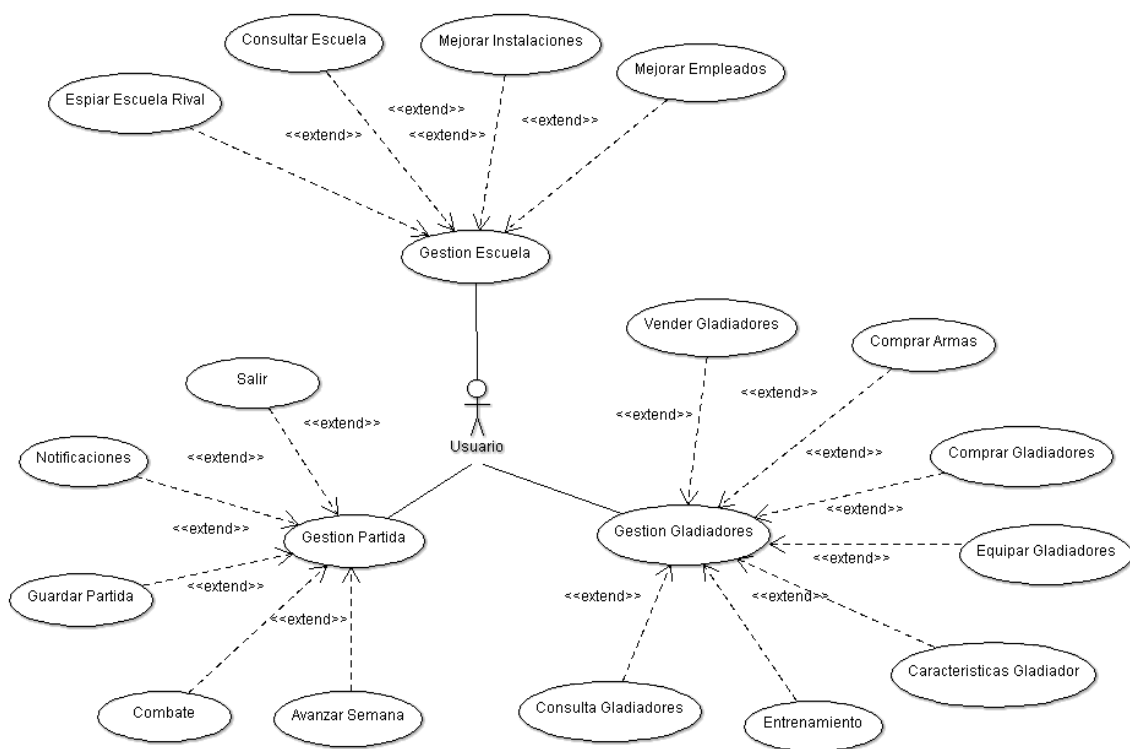 Consultar Escuela
Mejorar Instalaciones
Mejorar Empleados
Espiar Escuela Rival
<<extend>>
<<extend>>
<<extend>>
<<extend>>
Gestion Escuela
Vender Gladiadores
Comprar Armas
Salir
<<extend>>
<<extend>>
<<extend>>
Usuario
Notificaciones
<<extend>>
Comprar Gladiadores
<<extend>>
<<extend>>
Gestion Partida
Gestion Gladiadores
Equipar Gladiadores
<<extend>>
<<extend>>
Guardar Partida
<<extend>>
<<extend>>
<<extend>>
Caracteristicas Gladiador
Combate
Avanzar Semana
Consulta Gladiadores
Entrenamiento